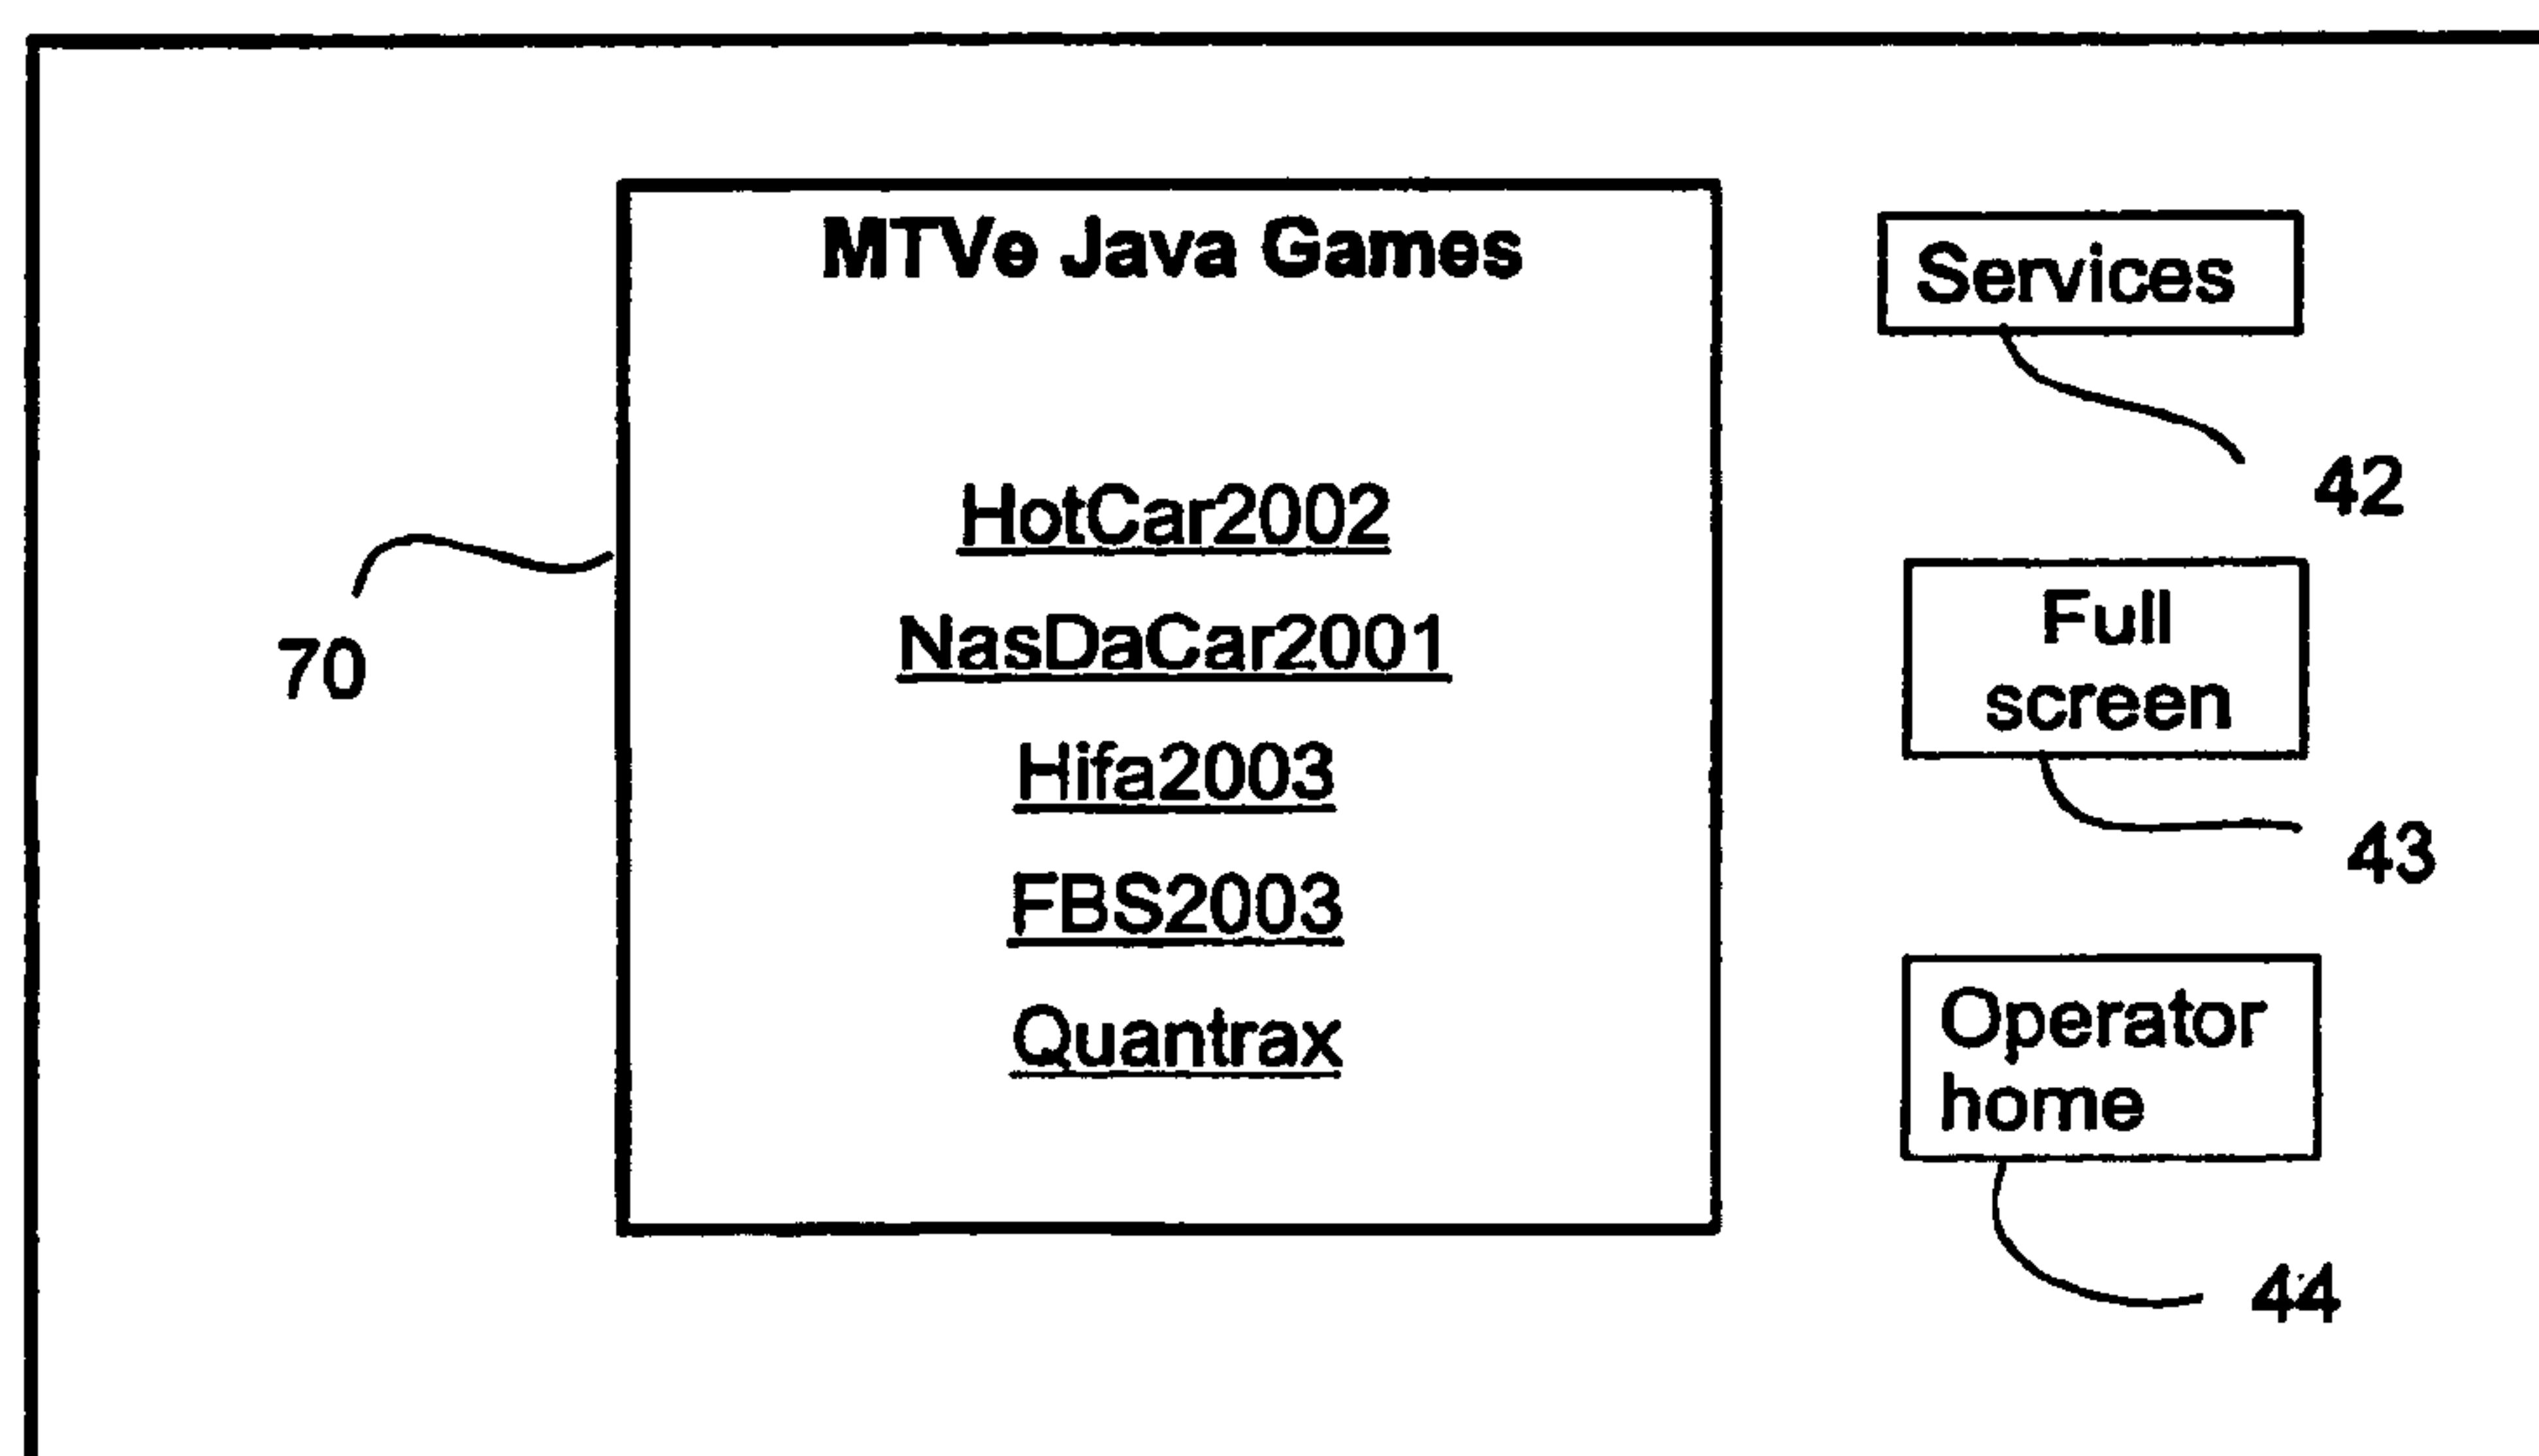 MTVe Java Games
HotCar2002
NasDaCar2001
Hifa2003
FBS2003
Quantrax
70
Services
42
Full
screen
43
Operator
home
44